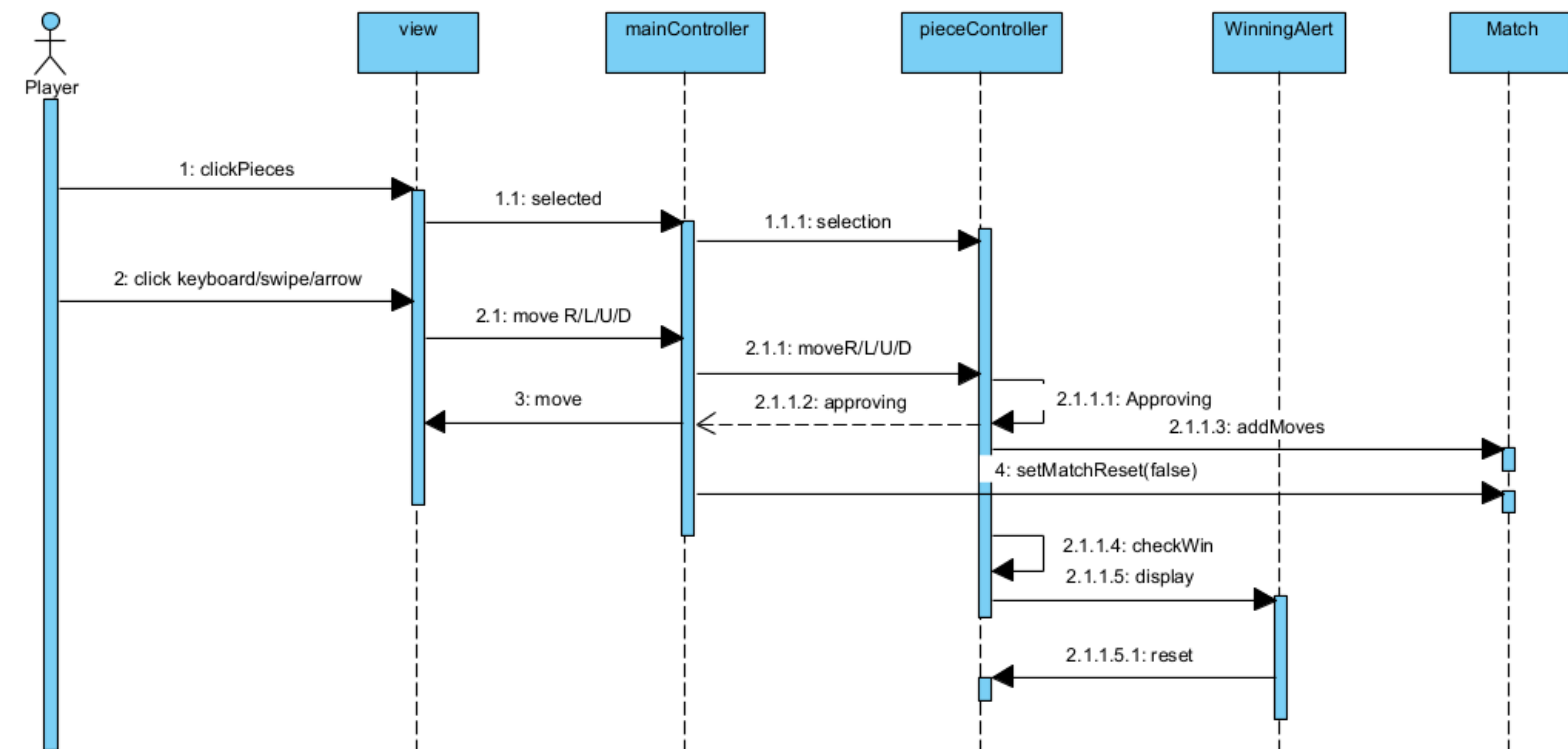 view
mainController
pieceController
WinningAlert
Match
Player
1: clickPieces
1.1: selected
1.1.1: selection
2: click keyboard/swipe/arrow
2.1: move R/L/U/D
2.1.1: moveR/L/U/D
3: move
2.1.1.2: approving
2.1.1.1: Approving
2.1.1.3: addMoves
4: setMatchReset(false)
2.1.1.4: checkWin
2.1.1.5: display
2.1.1.5.1: reset